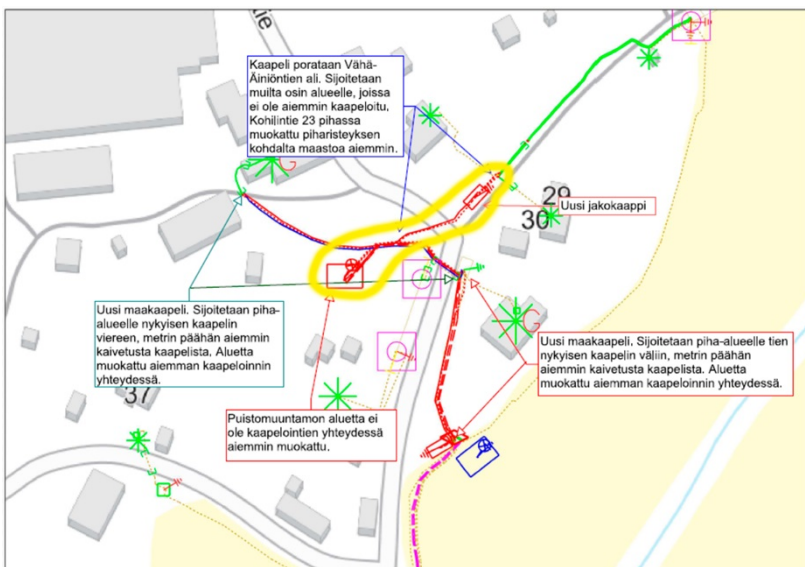 tie
Kaapeli porataan Vähä-
Äiniöntien ali. Sijoitetaan
muilta osin alueelle, joissa
ei ole aiemmin kaapeloitu,
Kohilintie 23 pihassa
muokattu piharisteyksen
kohdalta maastoa aiemmin.
G
29
30
Uusi jakokaappi
Uusi maakaapeli. Sijoitetaan piha-
alueelle nykyisen kaapelin
viereen, metrin päähän aiemmin
kaivetusta kaapelista, Aluetta
muokattu aiemman kaapeloinnin
yhteydessä.
G
Uusi maakaapeli, Sijoitetaan piha-alueelle tien
nykyisen kaapelin väliin, metrin päähän
aiemmin kaivetusta kaapelista. Aluetta
muokattu aiemman kaapeloinnin yhteydessä.
37
Puistomuuntamon aluetta ei
ole kaapelointien yhteydessä
aiemmin muokattu.